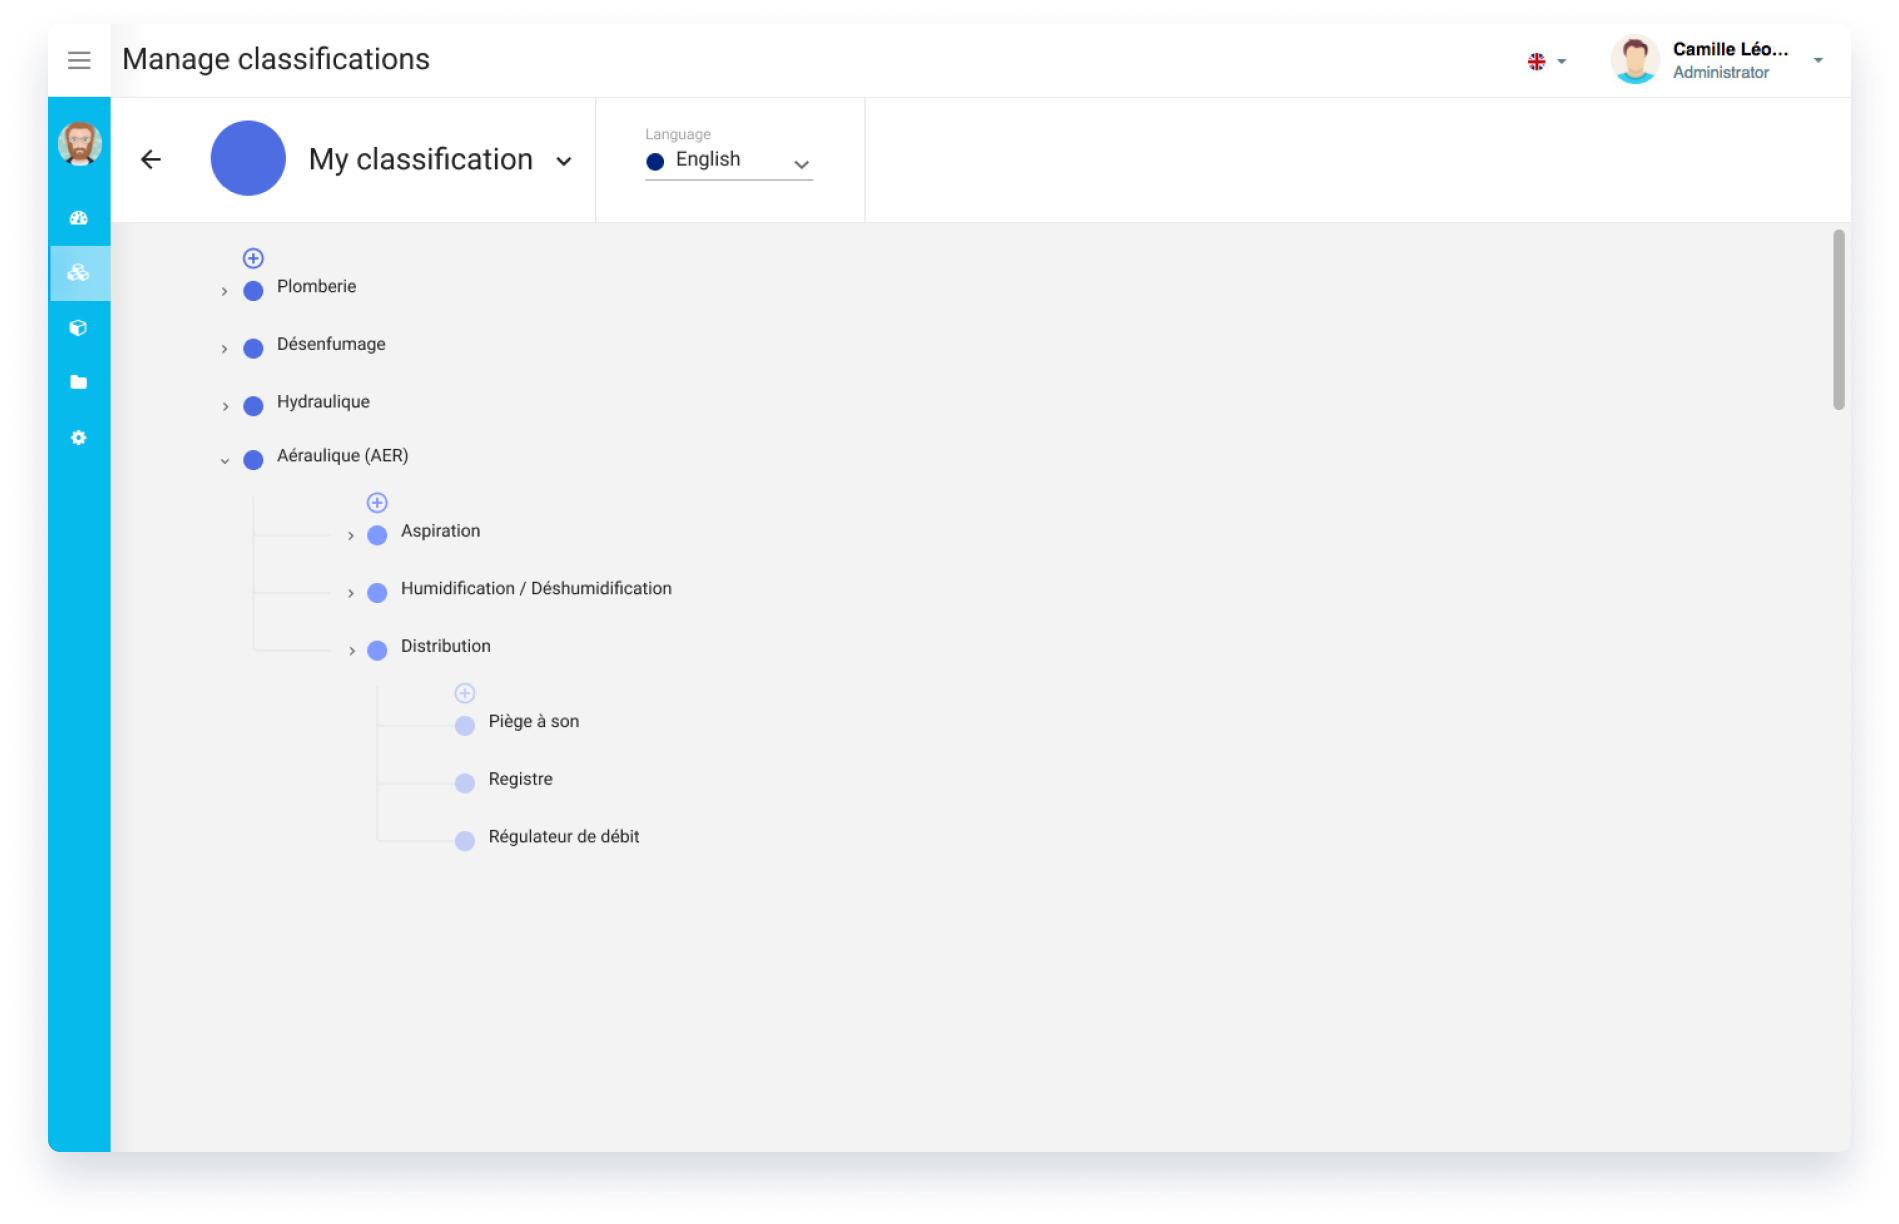 Manage classifications
Camille Léo...
Administrator
My classification
Language
English
Plomberie
Désenfumage
Hydraulique
Aéraulique (AER)
Aspiration
Humidification / Déshumidification
Distribution
Piège à son
Registre
Régulateur de débit